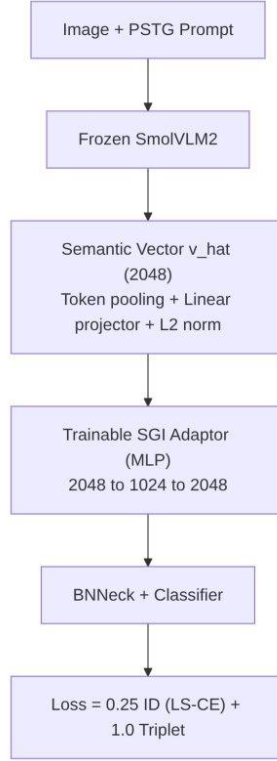 Image + PSTG Prompt
Frozen SmolVLM2
Semantic Vector v_hat
(2048)
Token pooling + Linear
projector + L2 norm
Trainable SGI Adaptor
(MLP)
2048 to 1024 to 2048
BNNeck + Classifier
Loss = 0.25 ID (LS-CE) +
1.0 Triplet